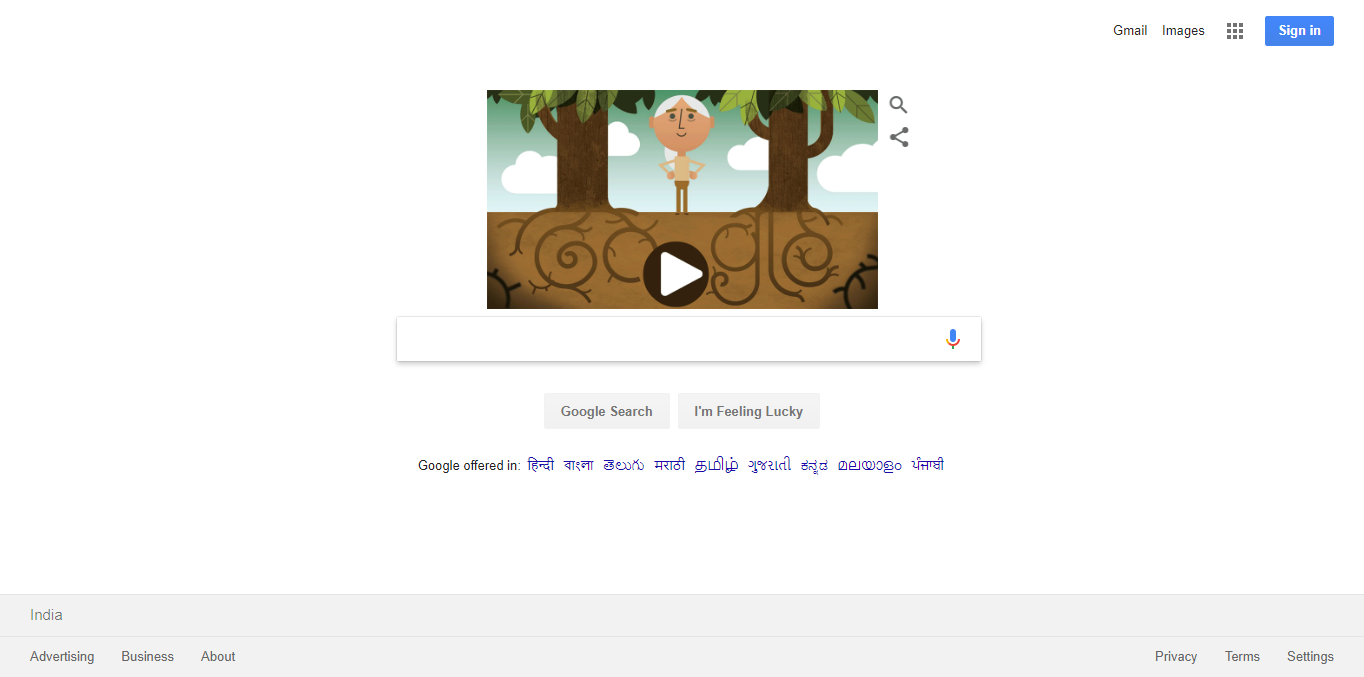 Gmail Images Sign in
Google
Google Search I'm Feeling Lucky
Google offered in: हिन्दी বাংলা తెలుగు मराठी தமிழ் ગુજરાતી ಕನ್ನಡ മലയാളം ਪੰਜਾਬੀ
India
Advertising Business About Privacy Terms Settings